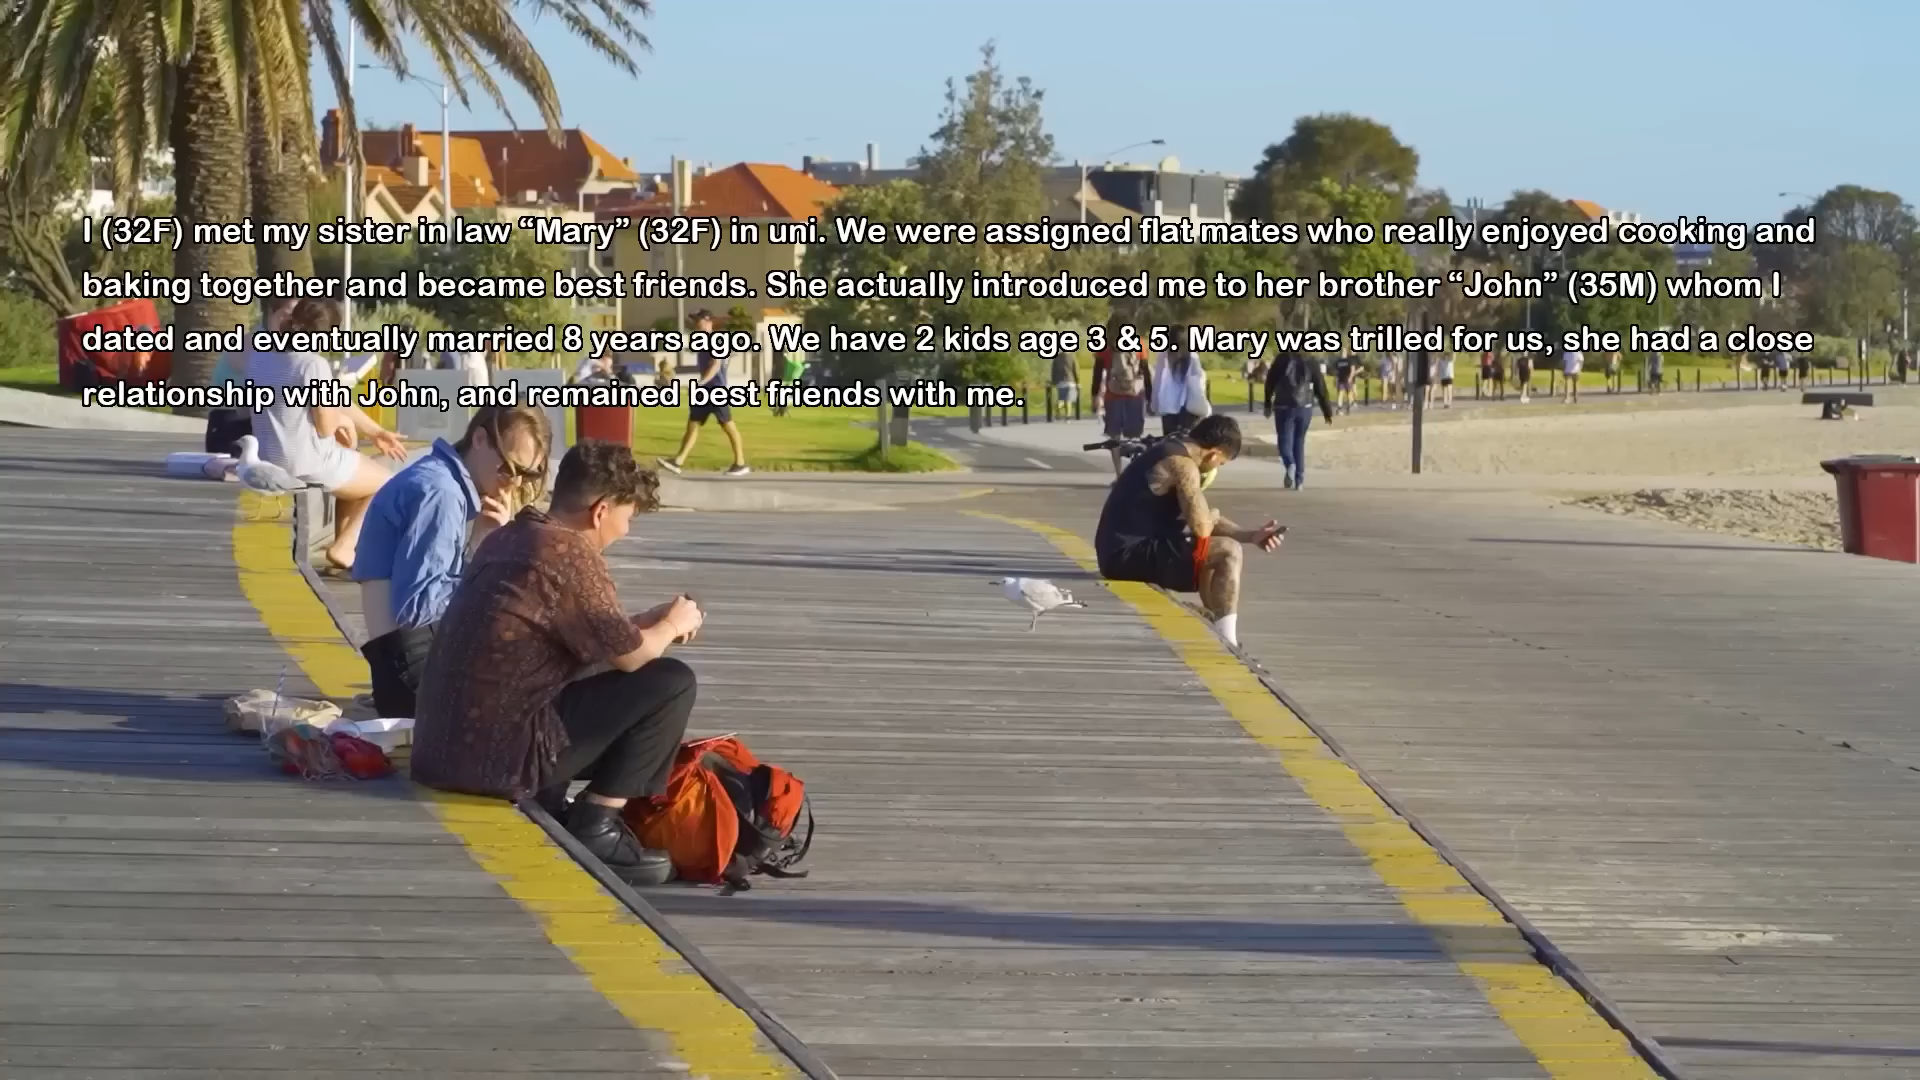 I (32F) met my sister in law “Mary” (32F) in uni. We were assigned flat mates who really enjoyed cooking and
baking together and became best friends. She actually introduced me to her brother “John” (35M) whom I
dated and eventually married 8 years ago. We have 2 kids age 3 & 5. Mary was trilled for us, she had a close
relationship with John, and remained best friends with me.